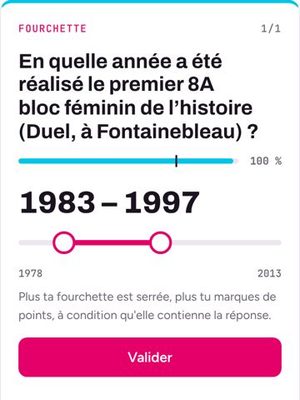 FOURCHETTE
1/1
En quelle année a été
réalisé le premier 8A
bloc féminin de l’histoire
(Duel, à Fontainebleau) ?
100 %
1983 – 1997
1978
2013
Plus ta fourchette est serrée, plus tu marques de
points, à condition qu'elle contienne la réponse.
Valider